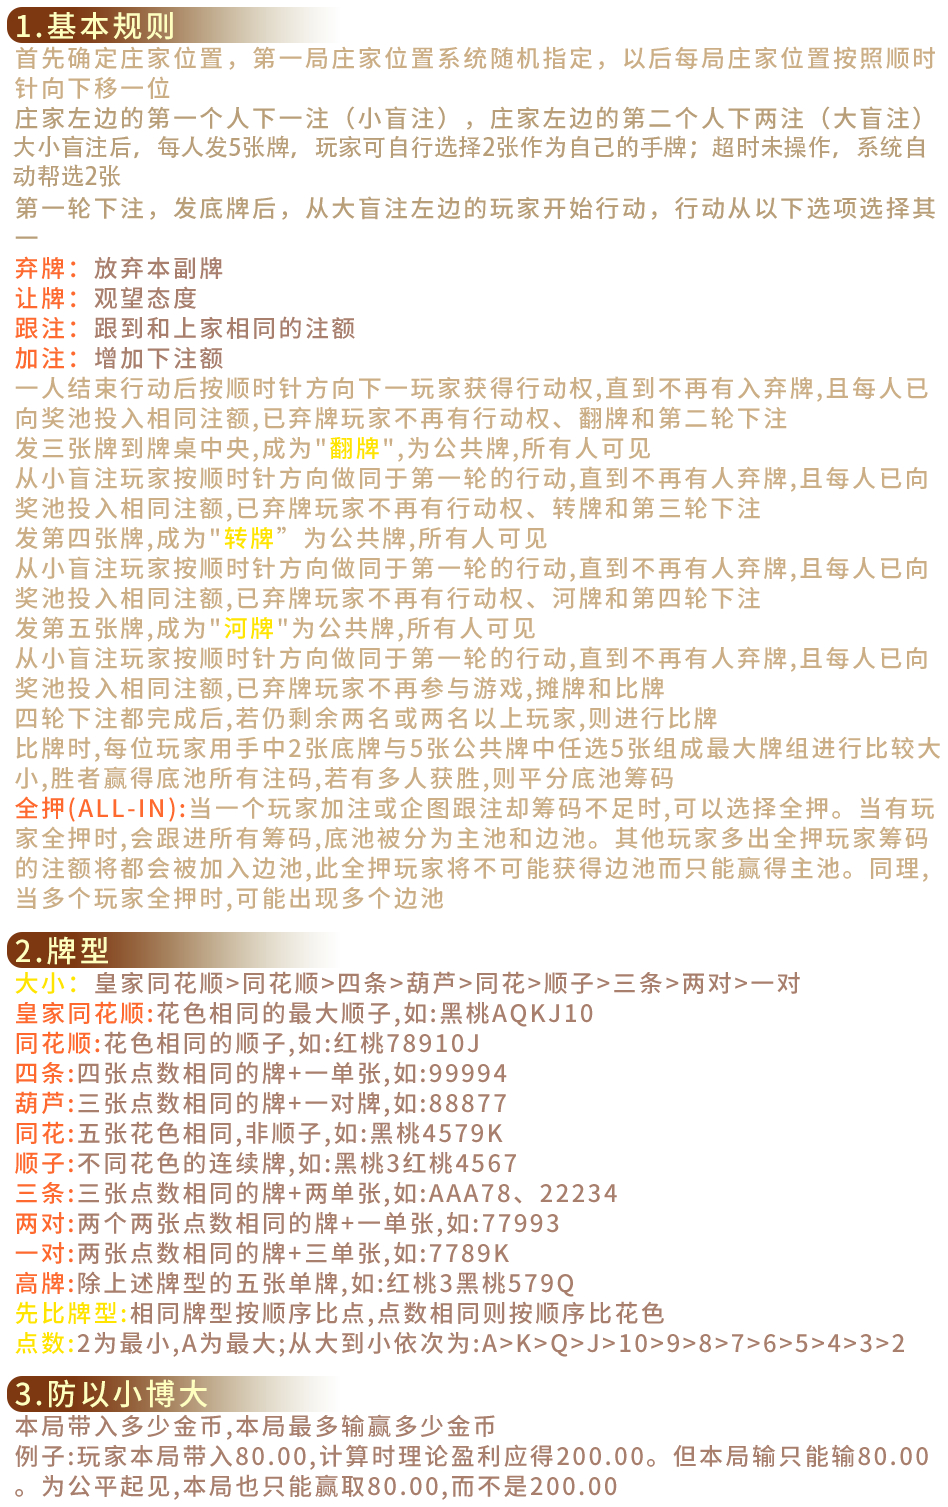 1.基本规则
首先确定庄家位置，第一局庄家位置系统随机指定，以后每局庄家位置按照顺时
针向下移一位
庄家左边的第一个人下一注（小盲注），庄家左边的第二个人下两注（大盲注）
大小盲注后，每人发5张牌，玩家可自行选择2张作为自己的手牌；超时未操作，系统自
动帮选2张
第一轮下注，发底牌后，从大盲注左边的玩家开始行动，行动从以下选项选择其
一
弃牌：放弃本副牌
让牌：观望态度
跟注：跟到和上家相同的注额
加注：增加下注额
一人结束行动后按顺时针方向下一玩家获得行动权,直到不再有入弃牌,且每人已
向奖池投入相同注额,已弃牌玩家不再有行动权、翻牌和第二轮下注
发三张牌到牌桌中央,成为"翻牌",为公共牌,所有人可见
从小盲注玩家按顺时针方向做同于第一轮的行动,直到不再有人弃牌,且每人已向
奖池投入相同注额,已弃牌玩家不再有行动权、转牌和第三轮下注
发第四张牌,成为"转牌”为公共牌,所有人可见
从小盲注玩家按顺时针方向做同于第一轮的行动,直到不再有人弃牌,且每人已向
奖池投入相同注额,已弃牌玩家不再有行动权、河牌和第四轮下注
发第五张牌,成为"河牌"为公共牌,所有人可见
从小盲注玩家按顺时针方向做同于第一轮的行动,直到不再有人弃牌,且每人已向
奖池投入相同注额,已弃牌玩家不再参与游戏,摊牌和比牌
四轮下注都完成后,若仍剩余两名或两名以上玩家,则进行比牌
比牌时,每位玩家用手中2张底牌与5张公共牌中任选5张组成最大牌组进行比较大
小,胜者赢得底池所有注码,若有多人获胜,则平分底池筹码
全押(ALL-IN):当一个玩家加注或企图跟注却筹码不足时,可以选择全押。当有玩
家全押时,会跟进所有筹码,底池被分为主池和边池。其他玩家多出全押玩家筹码
的注额将都会被加入边池,此全押玩家将不可能获得边池而只能赢得主池。同理,
当多个玩家全押时,可能出现多个边池
2.牌型
大小：皇家同花顺>同花顺>四条>葫芦>同花>顺子>三条>两对>一对
皇家同花顺:花色相同的最大顺子,如:黑桃AQKJ10
同花顺:花色相同的顺子,如:红桃78910J
四条:四张点数相同的牌+一单张,如:99994
葫芦:三张点数相同的牌+一对牌,如:88877
同花:五张花色相同,非顺子,如:黑桃4579K
顺子:不同花色的连续牌,如:黑桃3红桃4567
三条:三张点数相同的牌+两单张,如:AAA78、22234
两对:两个两张点数相同的牌+一单张,如:77993
一对:两张点数相同的牌+三单张,如:7789K
高牌:除上述牌型的五张单牌,如:红桃3黑桃579Q
先比牌型:相同牌型按顺序比点,点数相同则按顺序比花色
点数:2为最小,A为最大;从大到小依次为:A>K>Q>J>10>9>8>7>6>5>4>3>2
3.防以小博大
本局带入多少金币,本局最多输赢多少金币
例子:玩家本局带入80.00,计算时理论盈利应得200.00。但本局输只能输80.00
。为公平起见,本局也只能赢取80.00,而不是200.00